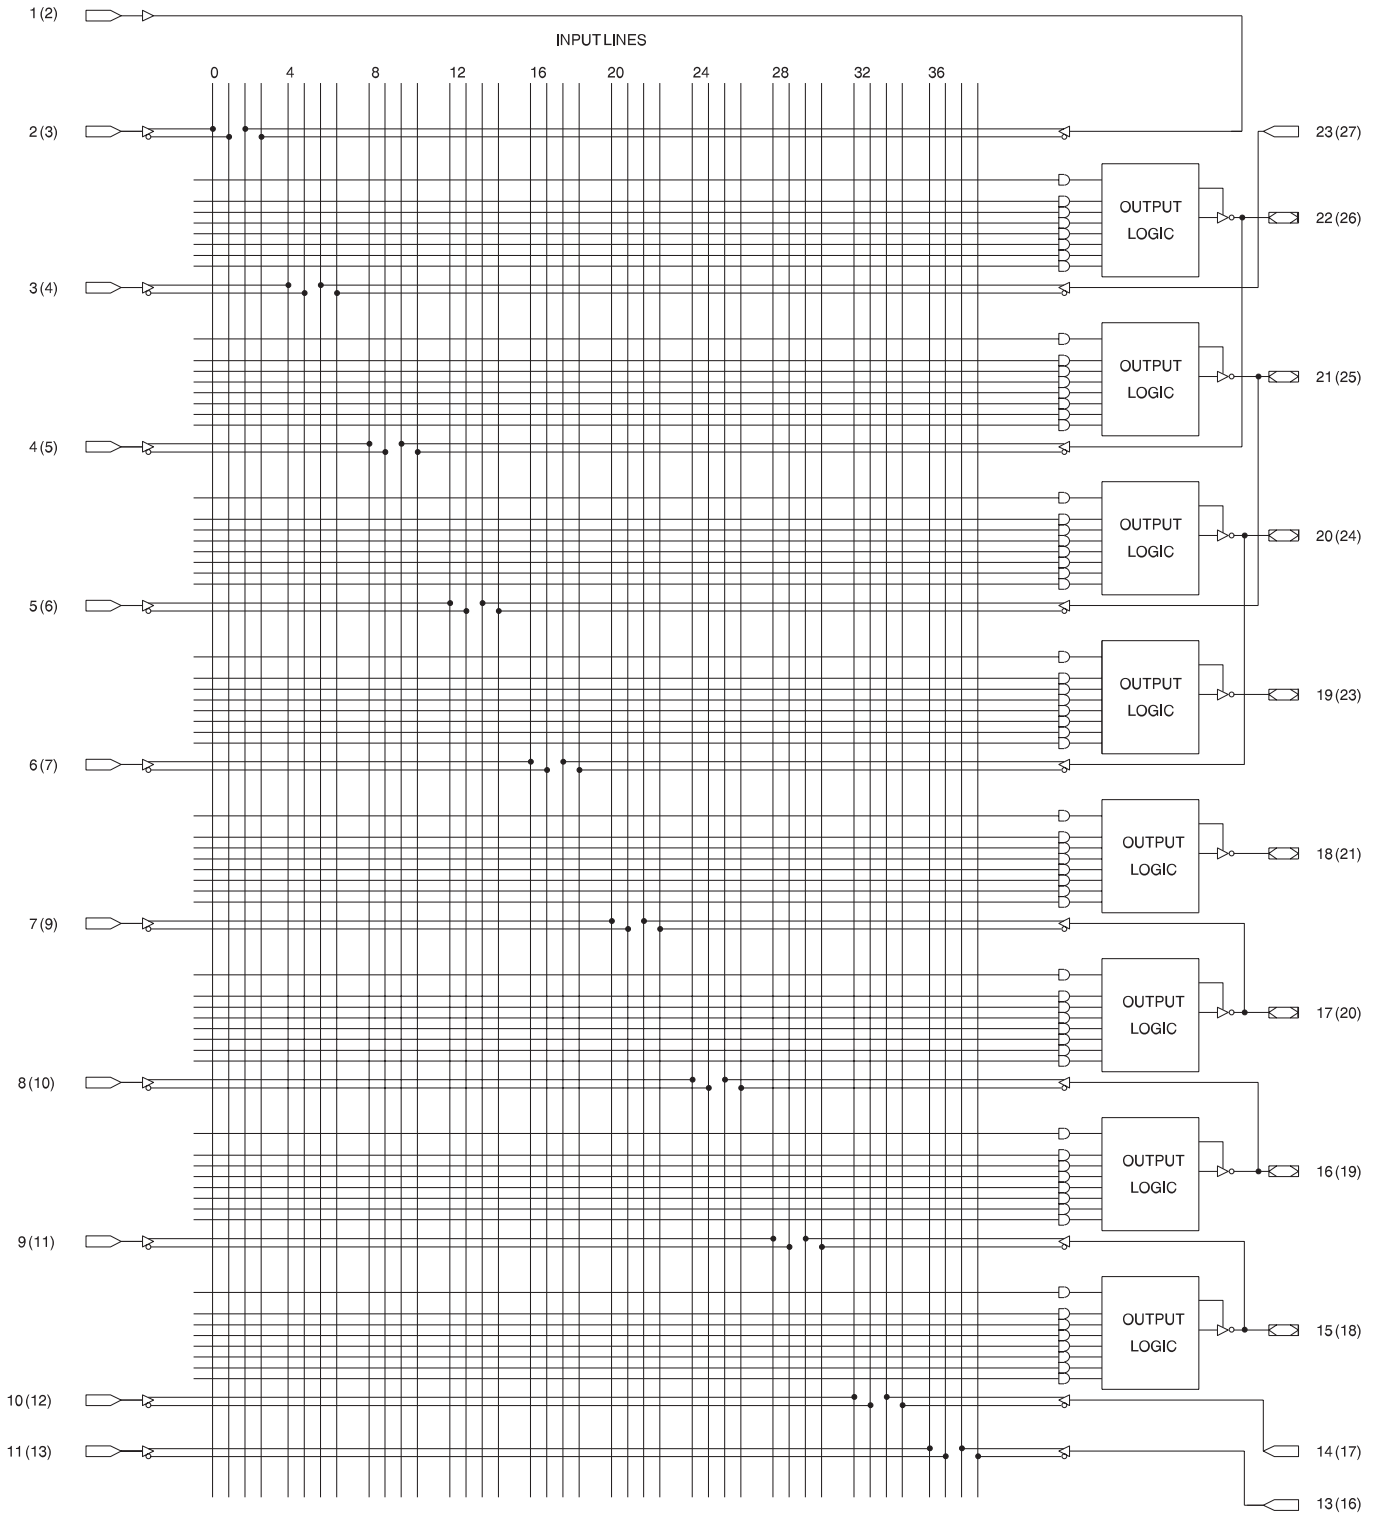 1(2)
INPUT LINES
0 4 8 12 16 20 24 28 32 36
2(3)
23(27)
OUTPUT
LOGIC
22(26)
3(4)
OUTPUT
LOGIC
21(25)
4(5)
OUTPUT
LOGIC
20(24)
5(6)
OUTPUT
LOGIC
19(23)
6(7)
OUTPUT
LOGIC
18(21)
7(9)
OUTPUT
LOGIC
17(20)
8(10)
OUTPUT
LOGIC
16(19)
9(11)
OUTPUT
LOGIC
15(18)
10(12)
11(13)
14(17)
13(16)